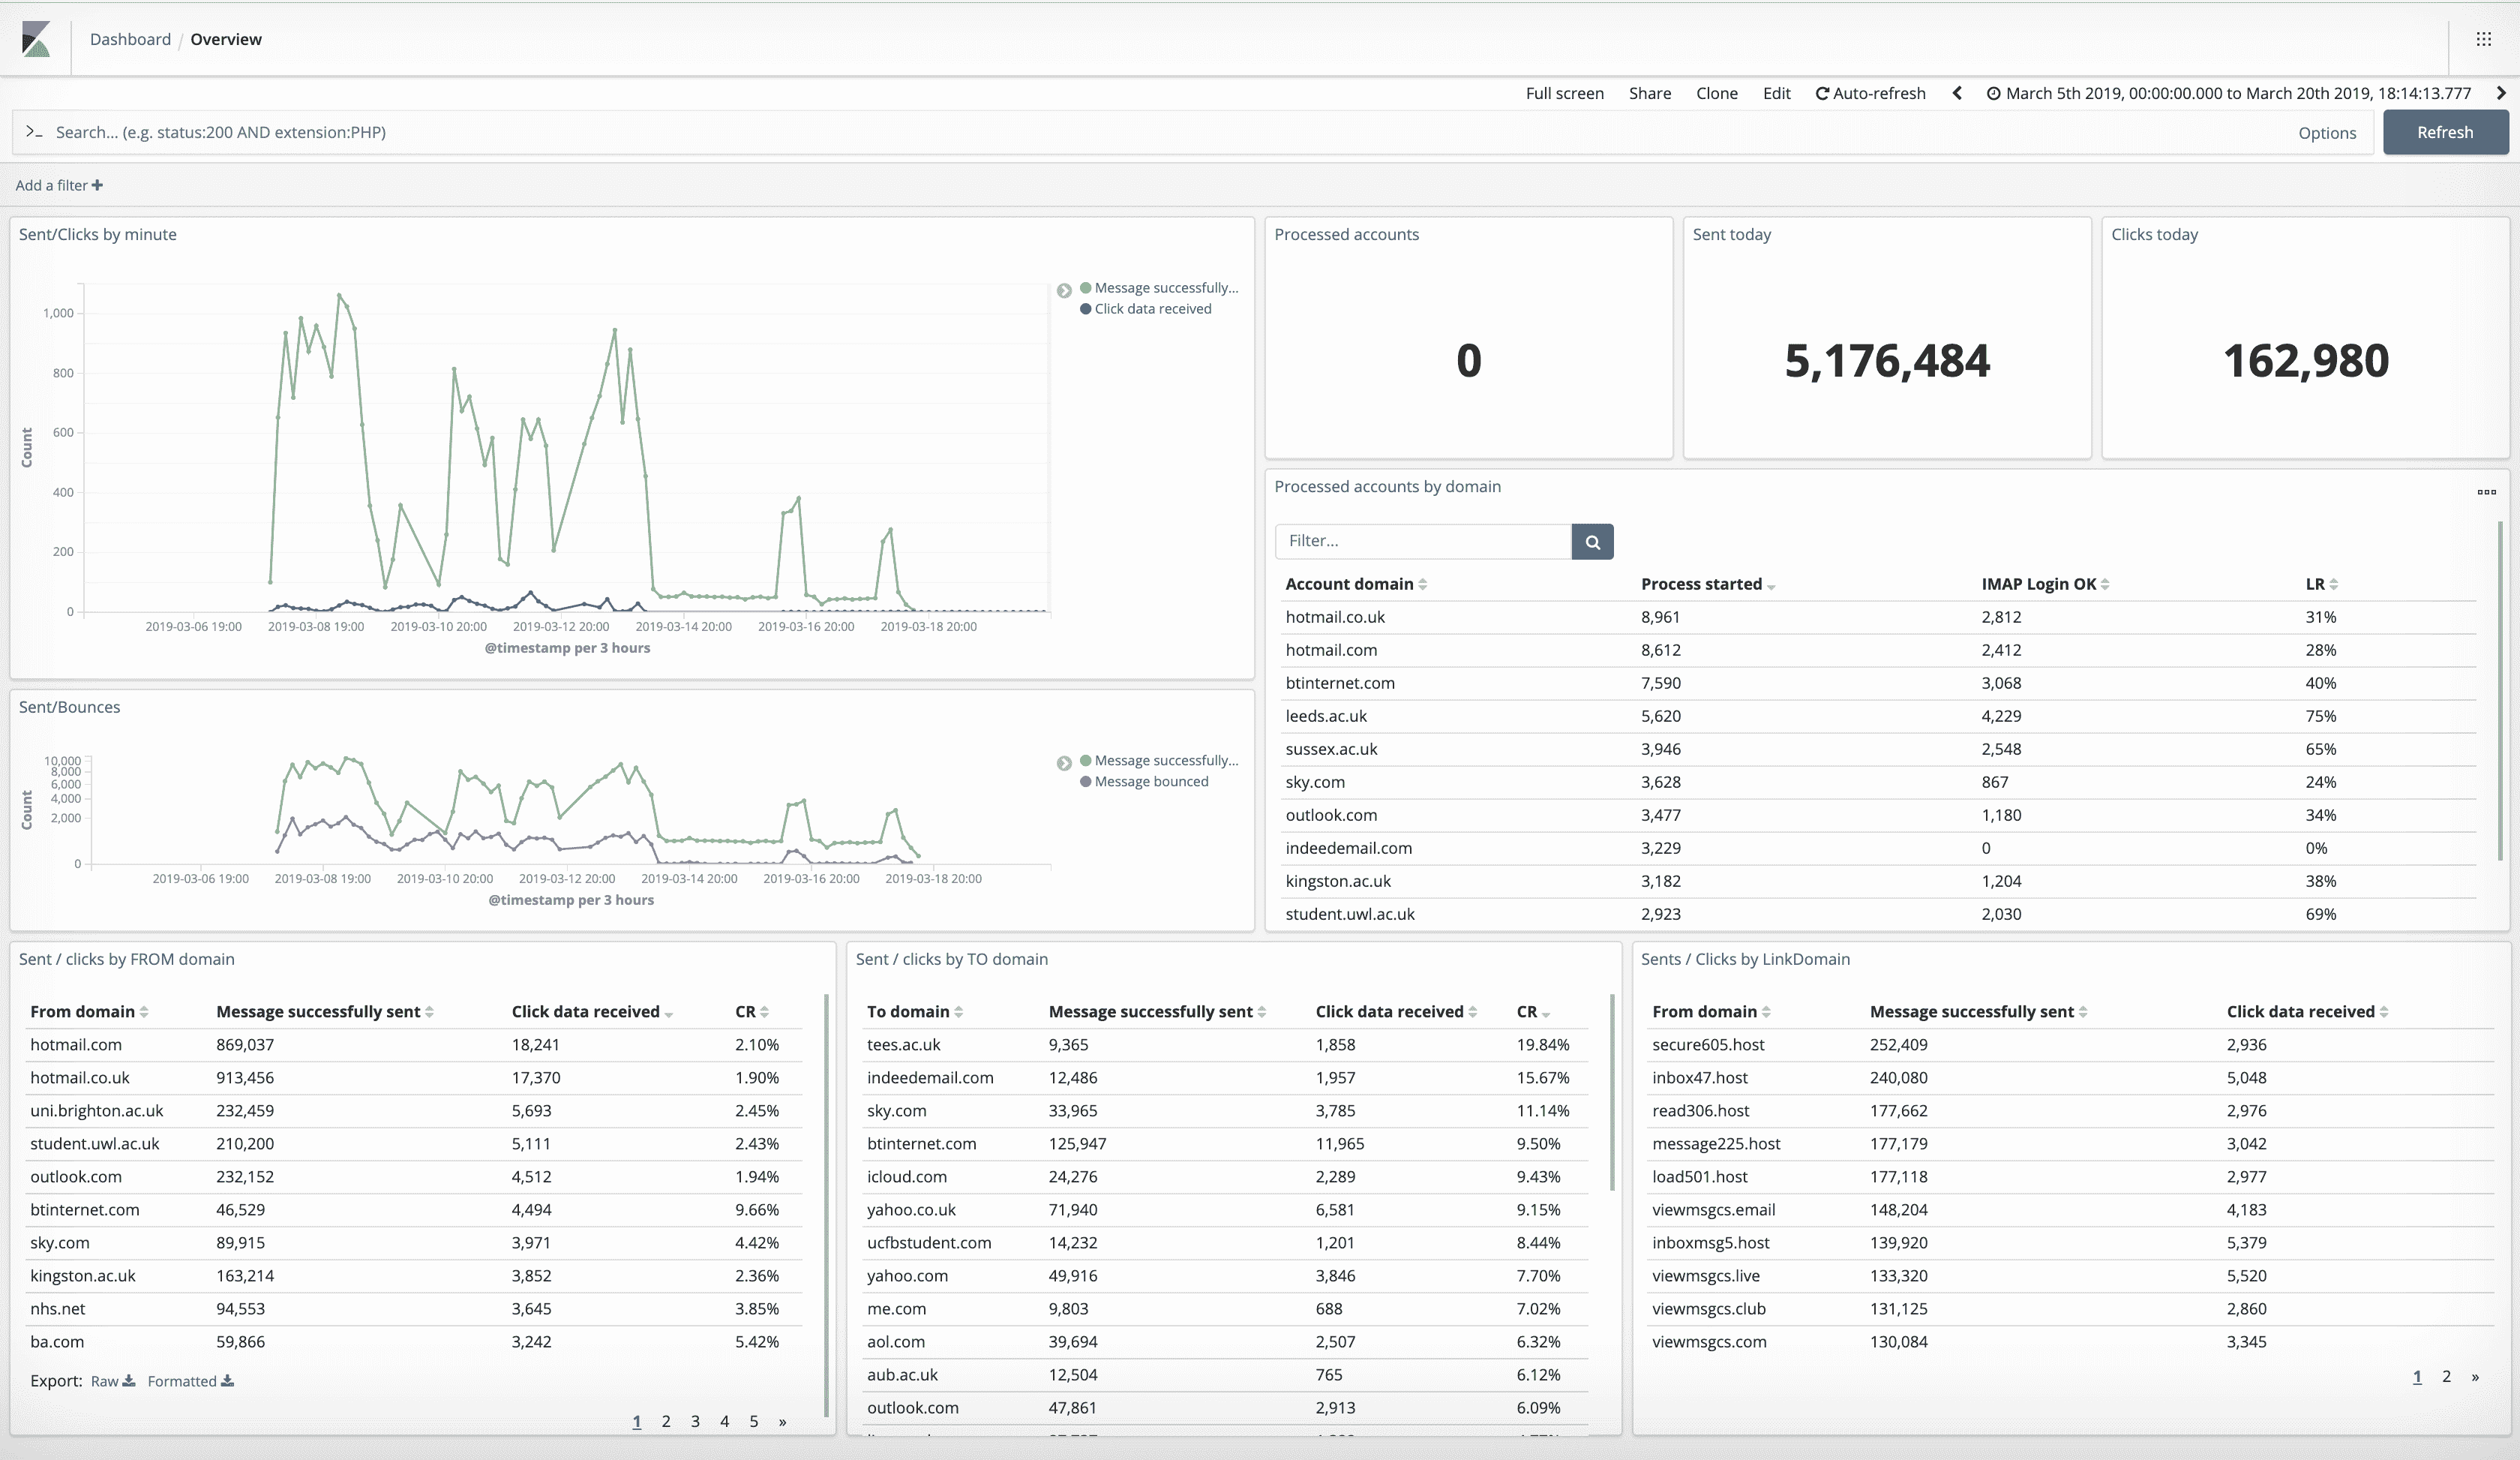 Dashboard / Overview
Full screen Share Clone Edit Auto-refresh March 5th 2019, 00:00:00.000 to March 20th 2019, 18:14:13.777
>_ Search... (e.g. status:200 AND extension:PHP) Options Refresh
Add a filter +
Sent/Clicks by minute
Count
1,000
800
600
400
200
0
2019-03-06 19:00 2019-03-08 19:00 2019-03-10 20:00 2019-03-12 20:00 2019-03-14 20:00 2019-03-16 20:00 2019-03-18 20:00
@timestamp per 3 hours
Message successfully...
Click data received
Processed accounts
0
Sent today
5,176,484
Clicks today
162,980
Sent/Bounces
Count
10,000
8,000
6,000
4,000
2,000
0
2019-03-06 19:00 2019-03-08 19:00 2019-03-10 20:00 2019-03-12 20:00 2019-03-14 20:00 2019-03-16 20:00 2019-03-18 20:00
@timestamp per 3 hours
Message successfully...
Message bounced
Processed accounts by domain
Filter...
Account domain Process started IMAP Login OK LR
hotmail.co.uk 8,961 2,812 31%
hotmail.com 8,612 2,412 28%
btinternet.com 7,590 3,068 40%
leeds.ac.uk 5,620 4,229 75%
sussex.ac.uk 3,946 2,548 65%
sky.com 3,628 867 24%
outlook.com 3,477 1,180 34%
indeedemail.com 3,229 0 0%
kingston.ac.uk 3,182 1,204 38%
student.uwl.ac.uk 2,923 2,030 69%
Sent / clicks by FROM domain
From domain Message successfully sent Click data received CR
hotmail.com 869,037 18,241 2.10%
hotmail.co.uk 913,456 17,370 1.90%
uni.brighton.ac.uk 232,459 5,693 2.45%
student.uwl.ac.uk 210,200 5,111 2.43%
outlook.com 232,152 4,512 1.94%
btinternet.com 46,529 4,494 9.66%
sky.com 89,915 3,971 4.42%
kingston.ac.uk 163,214 3,852 2.36%
nhs.net 94,553 3,645 3.85%
ba.com 59,866 3,242 5.42%
Export: Raw Formatted
1 2 3 4 5 »
Sent / clicks by TO domain
To domain Message successfully sent Click data received CR
tees.ac.uk 9,365 1,858 19.84%
indeedemail.com 12,486 1,957 15.67%
sky.com 33,965 3,785 11.14%
btinternet.com 125,947 11,965 9.50%
icloud.com 24,276 2,289 9.43%
yahoo.co.uk 71,940 6,581 9.15%
ucfbstudent.com 14,232 1,201 8.44%
yahoo.com 49,916 3,846 7.70%
me.com 9,803 688 7.02%
aol.com 39,694 2,507 6.32%
aub.ac.uk 12,504 765 6.12%
outlook.com 47,861 2,913 6.09%
Sents / Clicks by LinkDomain
From domain Message successfully sent Click data received
secure605.host 252,409 2,936
inbox47.host 240,080 5,048
read306.host 177,662 2,976
message225.host 177,179 3,042
load501.host 177,118 2,977
viewmsgcs.email 148,204 4,183
inboxmsg5.host 139,920 5,379
viewmsgcs.live 133,320 5,520
viewmsgcs.club 131,125 2,860
viewmsgcs.com 130,084 3,345
1 2 »